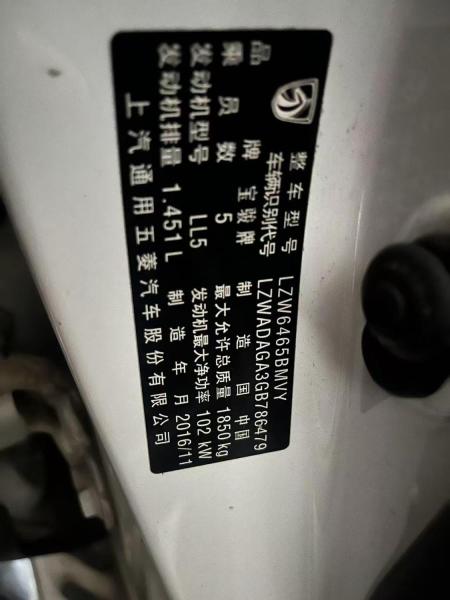 整车型号 LZW6465BMVY
车辆识别代号 LZWADAGA3GB786479
品牌 宝骏牌 制造国 中国
乘员数 5 最大允许总质量 1850kg
发动机型号 LL5 发动机最大净功率 102 kW
发动机排量 1.451 L 制造年月 2016/11
上汽通用五菱汽车股份有限公司